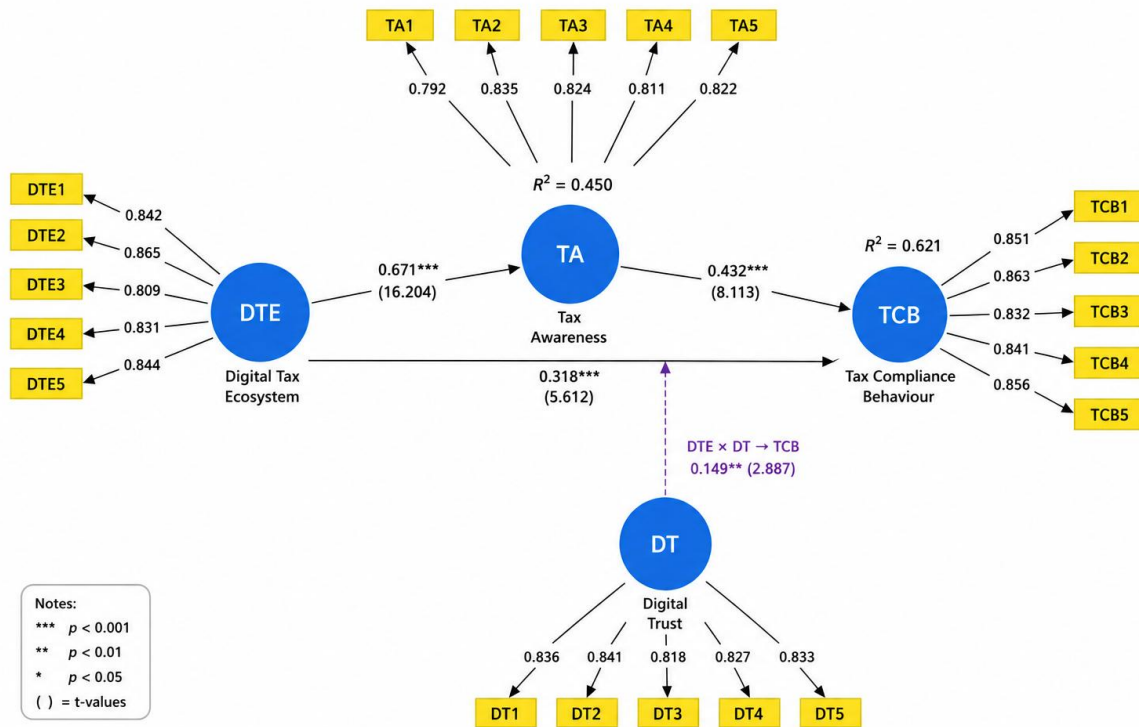 TA1
TA2
TA3
TA4
TA5
0.792
0.835
0.824
0.811
0.822
R² = 0.450
DTE1
DTE2
DTE3
DTE4
DTE5
0.842
0.865
0.809
0.831
0.844
DTE
Digital Tax
Ecosystem
0.671***
(16.204)
TA
Tax
Awareness
0.432***
(8.113)
R² = 0.621
TCB
Tax Compliance
Behaviour
0.851
0.863
0.832
0.841
0.856
TCB1
TCB2
TCB3
TCB4
TCB5
0.318***
(5.612)
DTE × DT → TCB
0.149** (2.887)
DT
Digital
Trust
0.836
0.841
0.818
0.827
0.833
DT1
DT2
DT3
DT4
DT5
Notes:
*** p < 0.001
** p < 0.01
* p < 0.05
( ) = t-values